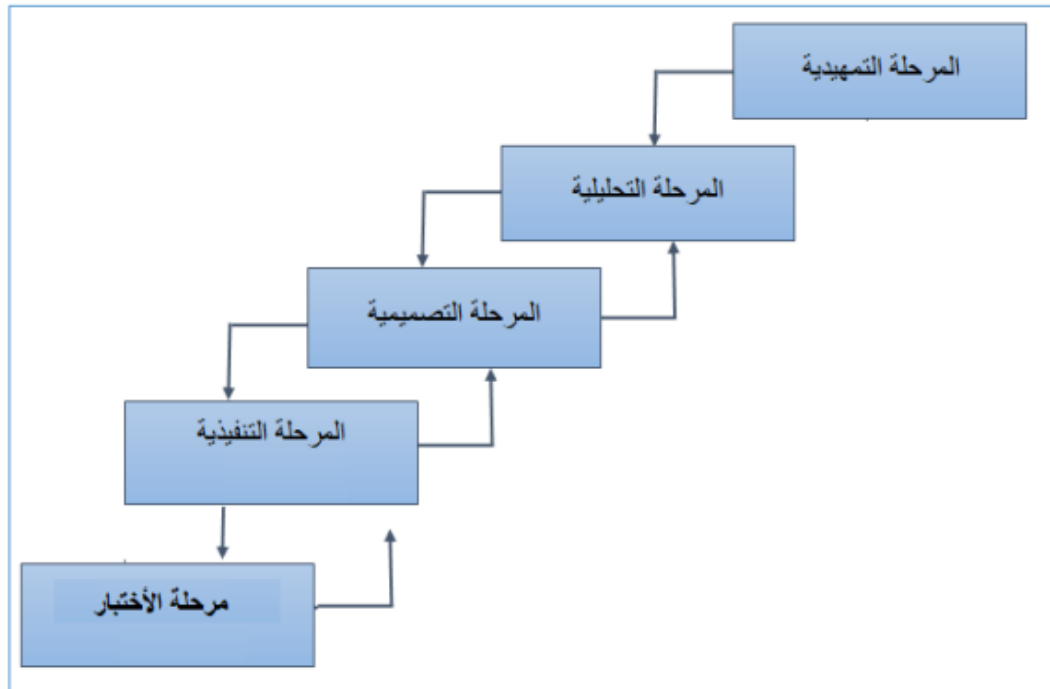 المرحلة التمهيدية
المرحلة التحليلية
المرحلة التصميمية
المرحلة التنفيذية
مرحلة الأختبار